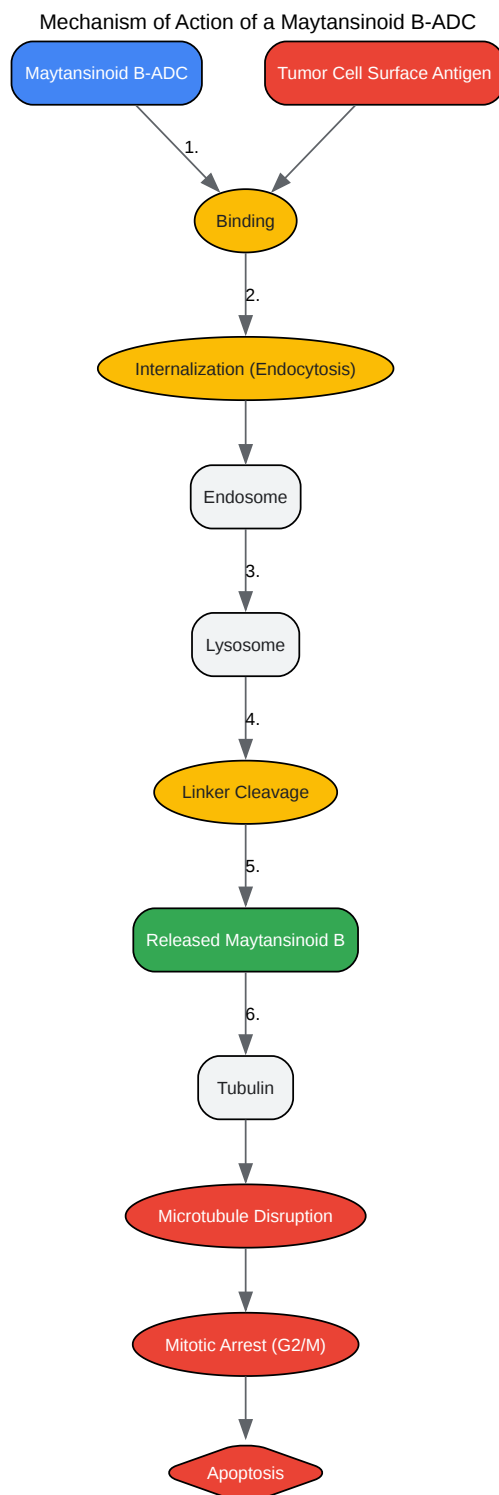 Mechanism of Action of a Maytansinoid B-ADC
Maytansinoid B-ADC
Tumor Cell Surface Antigen
1.
Binding
2.
Internalization (Endocytosis)
Endosome
3.
Lysosome
4.
Linker Cleavage
5.
Released Maytansinoid B
6.
Tubulin
Microtubule Disruption
Mitotic Arrest (G2/M)
Apoptosis